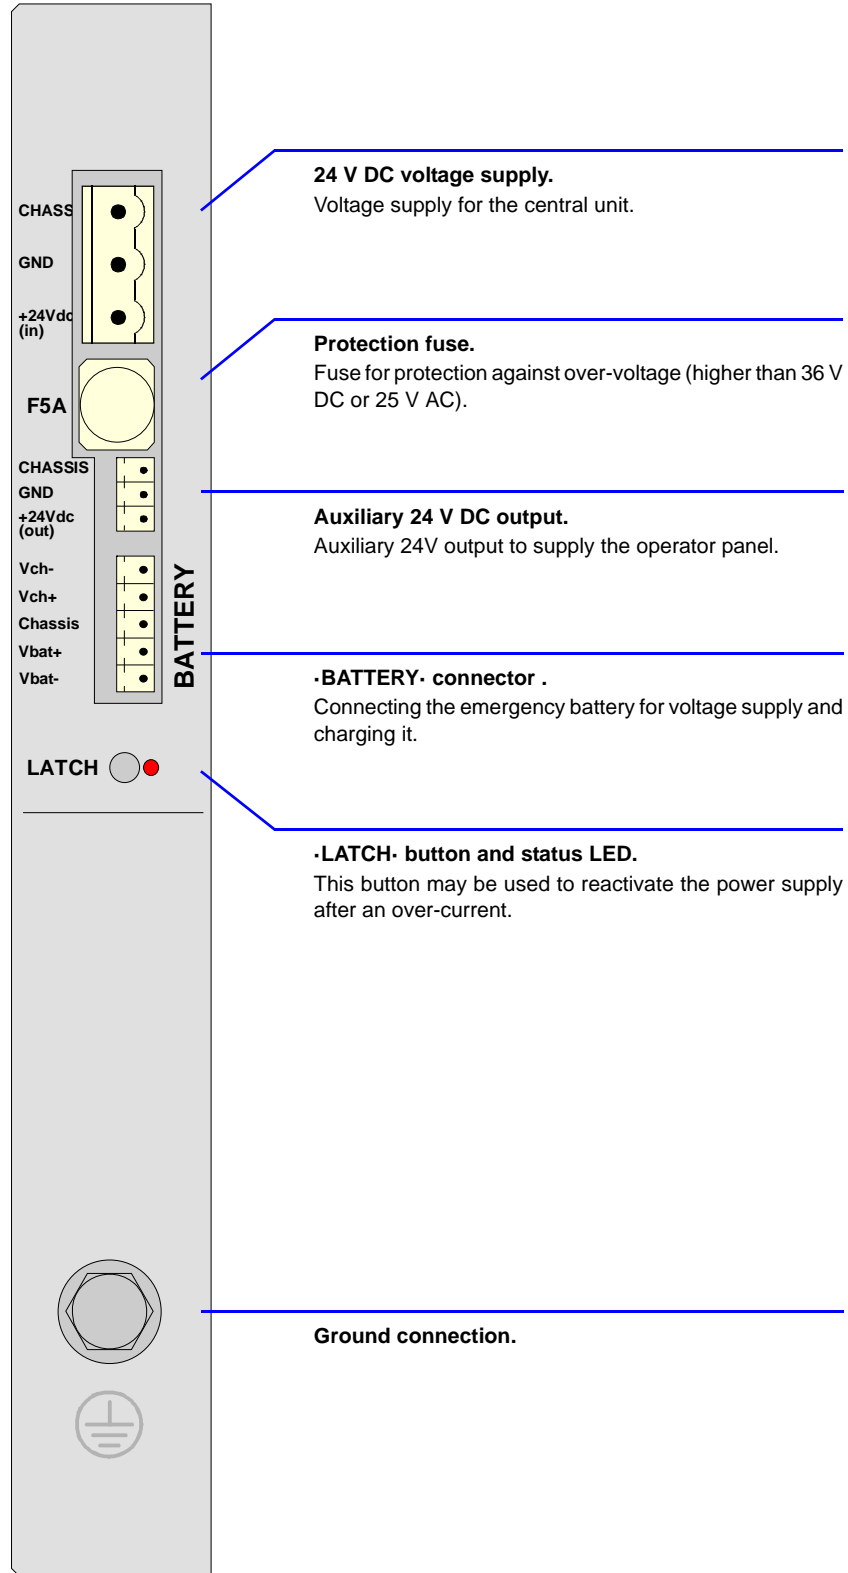 24 V DC voltage supply.
Voltage supply for the central unit.
CHASS
GND
+24Vdc
(in)
Protection fuse.
Fuse for protection against over-voltage (higher than 36 V
DC or 25 V AC).
F5A
CHASSIS
GND
+24Vdc
(out)
Auxiliary 24 V DC output.
Auxiliary 24V output to supply the operator panel.
Vch-
Vch+
Chassis
Vbat+
Vbat-
BATTERY
·BATTERY· connector .
Connecting the emergency battery for voltage supply and
charging it.
LATCH
·LATCH· button and status LED.
This button may be used to reactivate the power supply
after an over-current.
Ground connection.